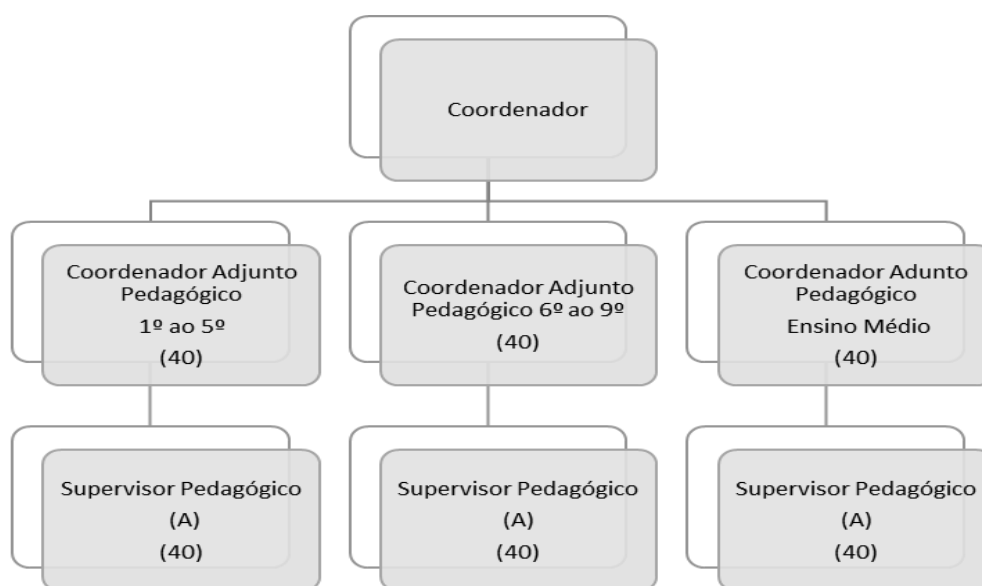 Coordenador
Coordenador Adjunto
Pedagógico
1º ao 5º
(40)
Coordenador Adjunto
Pedagógico 6º ao 9º
(40)
Coordenador Adunto
Pedagógico
Ensino Médio
(40)
Supervisor Pedagógico
(A)
(40)
Supervisor Pedagógico
(A)
(40)
Supervisor Pedagógico
(A)
(40)